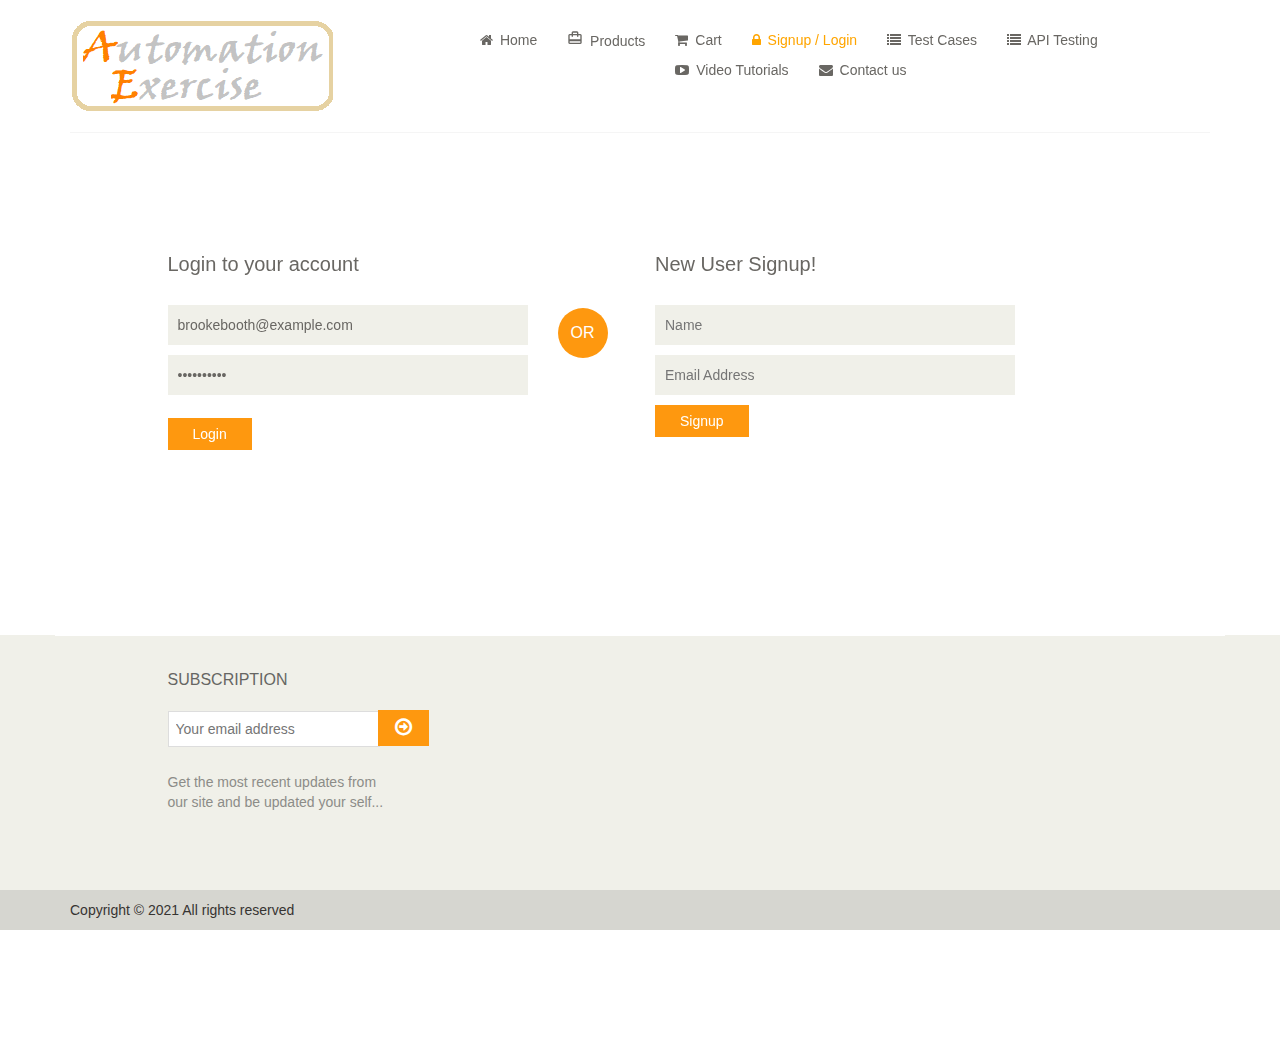 Automation
Exercise
Home Products Cart Signup / Login Test Cases API Testing
Video Tutorials Contact us
Login to your account
brookebooth@example.com
••••••••••
Login
OR
New User Signup!
Name
Email Address
Signup
SUBSCRIPTION
Your email address
Get the most recent updates from
our site and be updated your self...
Copyright © 2021 All rights reserved